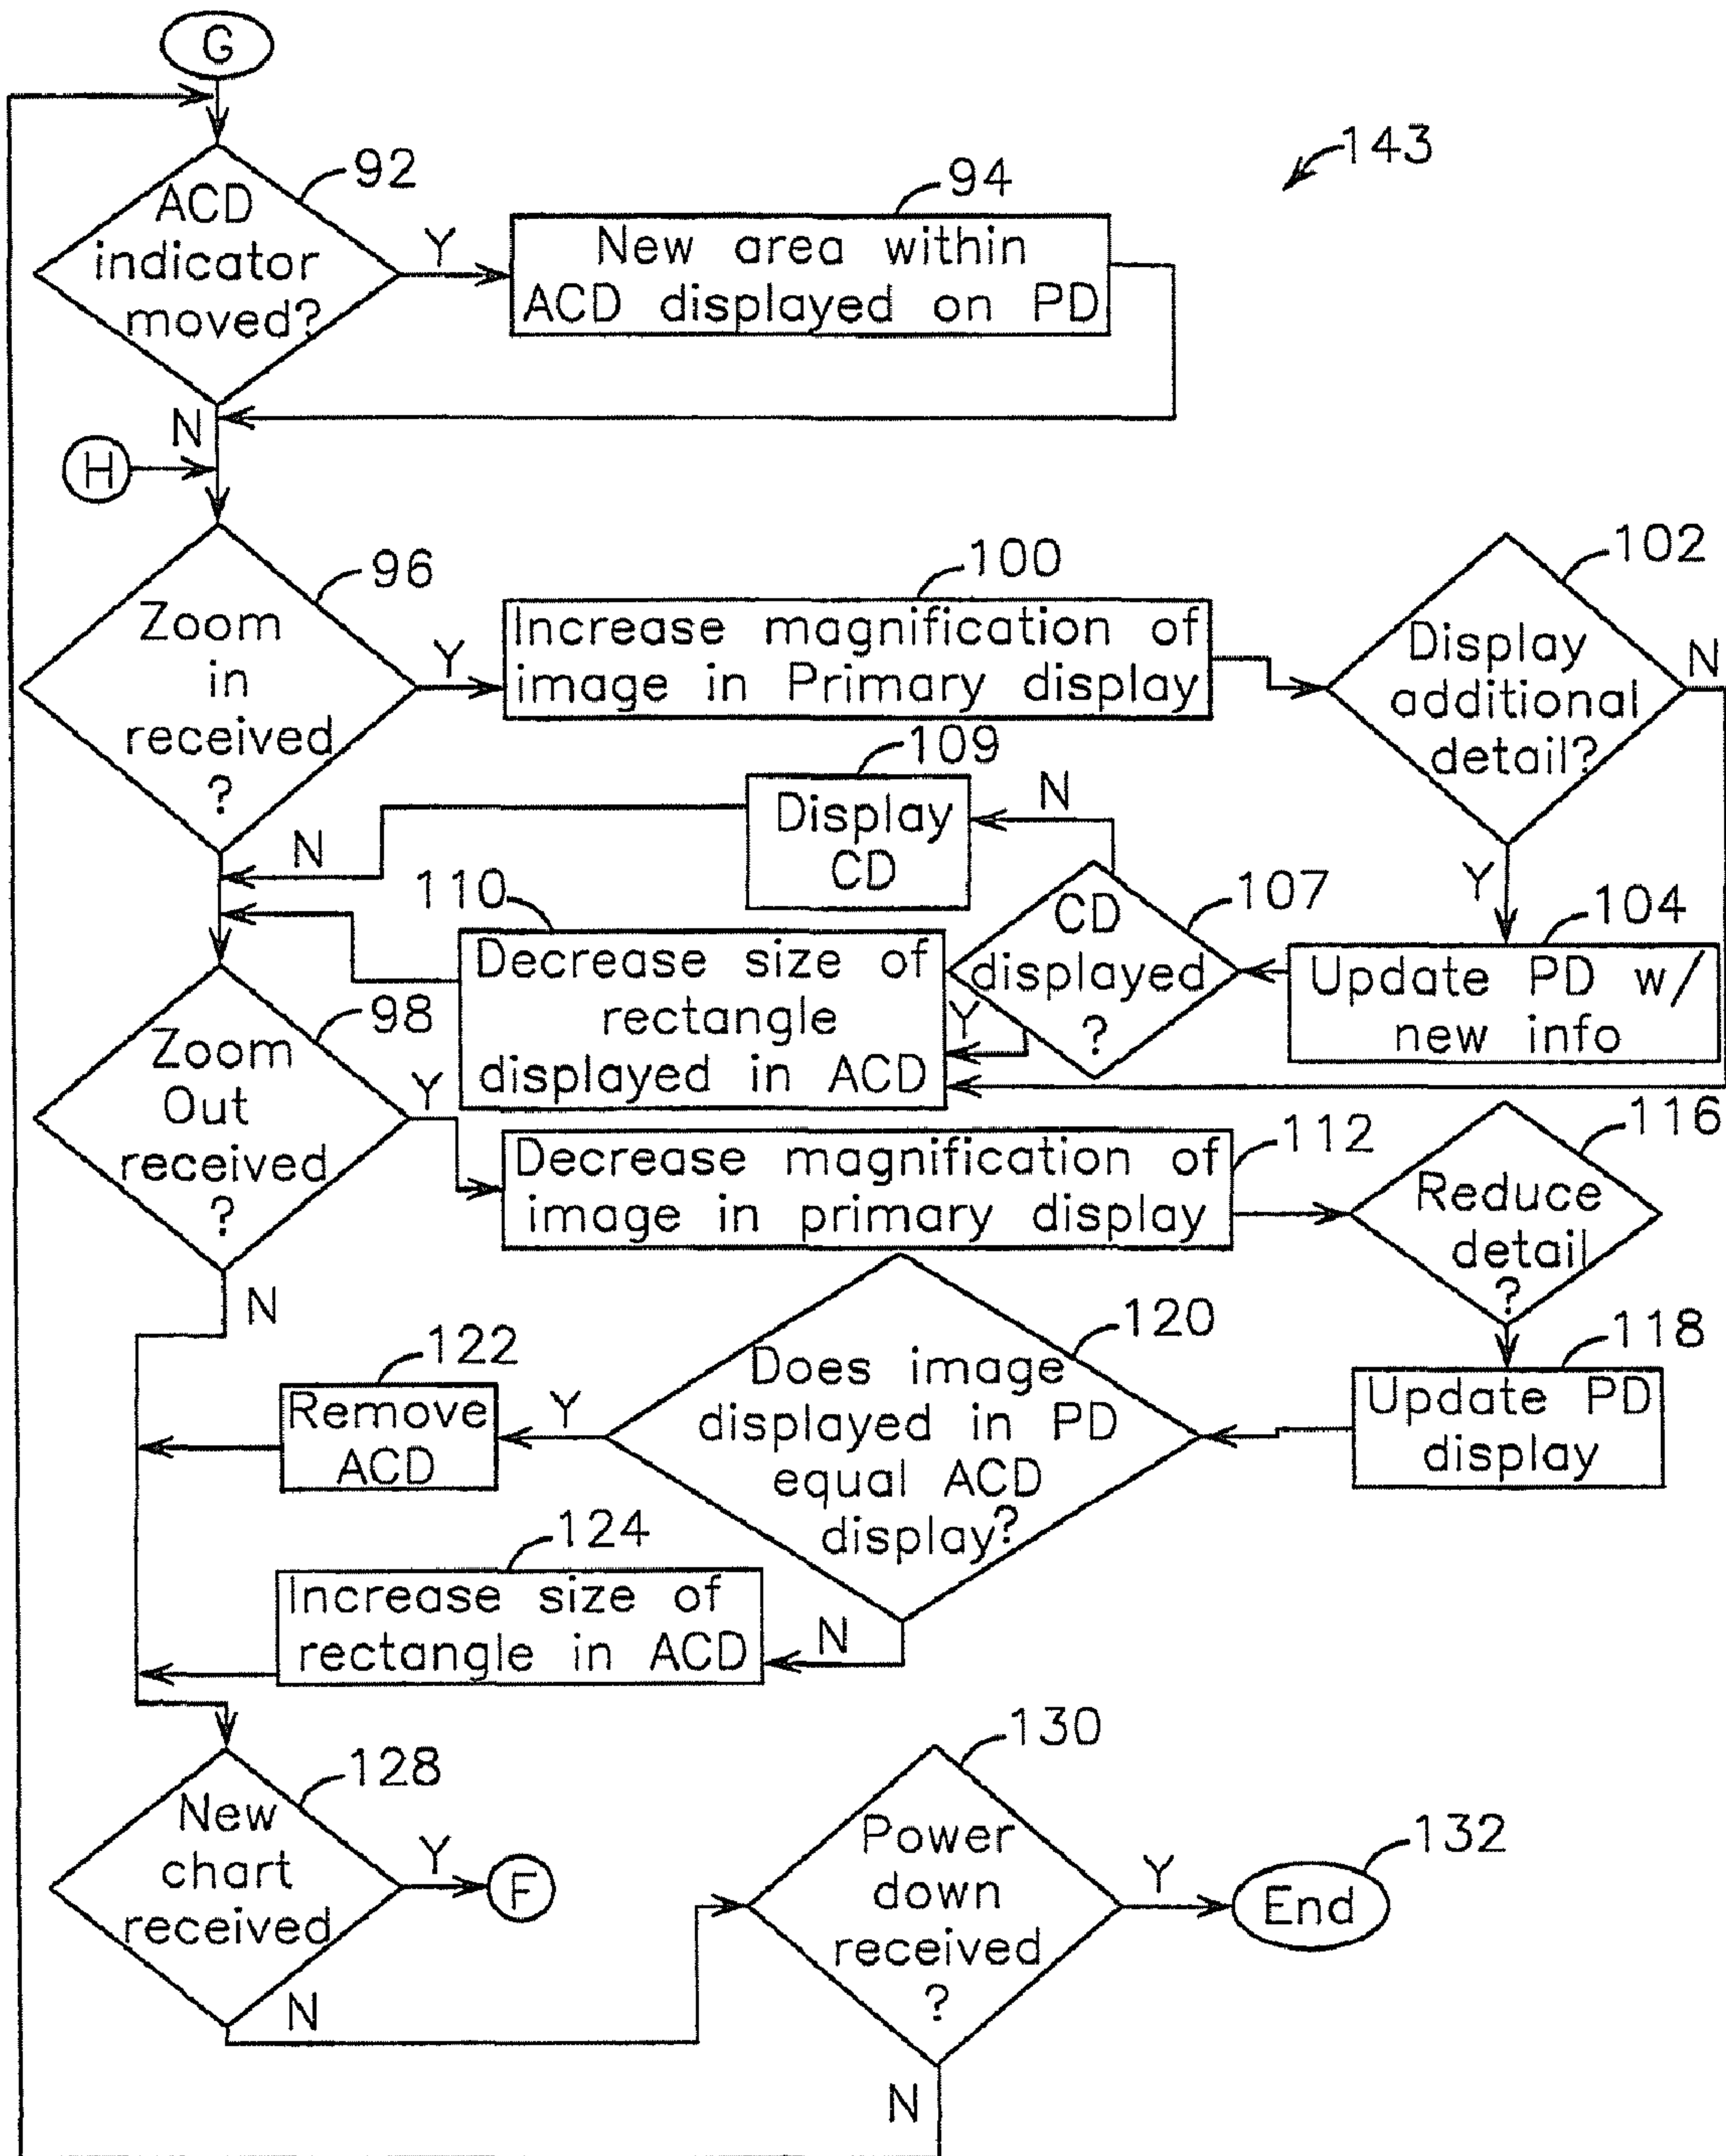 G
143
92
ACD
indicator
moved?
Y
94
New area within
ACD displayed on PD
N
H
96
Zoom
in
received
?
Y
100
Increase magnification of
image in Primary display
102
Display
additional
detail?
N
Y
109
Display
CD
N
N
107
CD
displayed
?
Y
104
Update PD w/
new info
110
Decrease size of
rectangle
displayed in ACD
98
Zoom
Out
received
?
Y
N
112
Decrease magnification of
image in primary display
116
Reduce
detail
?
118
Update PD
display
120
Does image
displayed in PD
equal ACD
display?
Y
122
Remove
ACD
N
124
Increase size of
rectangle in ACD
128
New
chart
received
Y
F
N
130
Power
down
received
?
Y
132
End
N